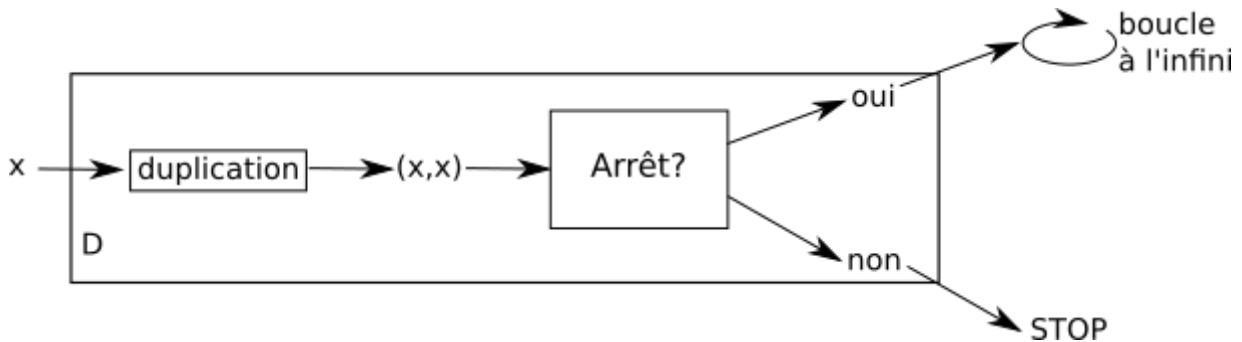 boucle
à l'infini
oui
x
duplication
(x,x)
Arrêt?
D
non
STOP